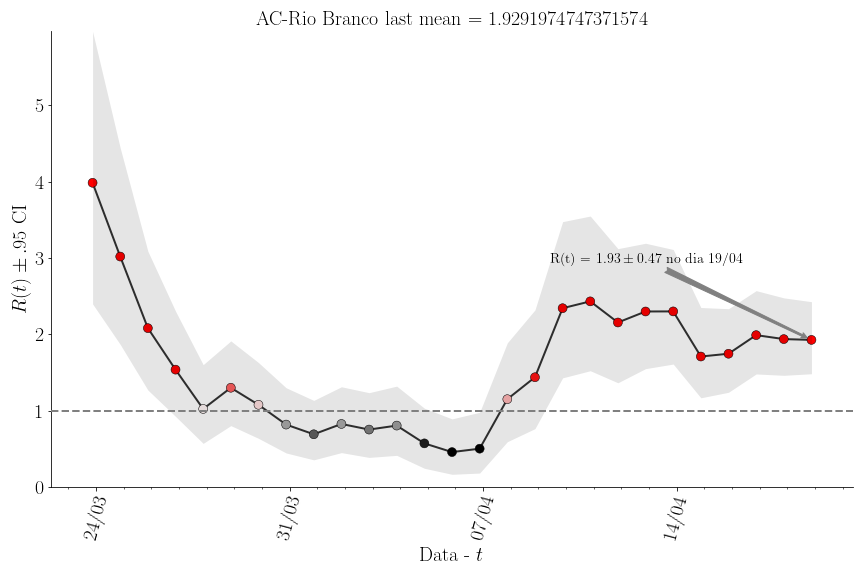 AC-Rio Branco last mean = 1.9291974747371574
5
4
3
2
1
0
R(t) ± .95 CI
R(t) = 1.93 ± 0.47 no dia 19/04
24/03
31/03
07/04
14/04
Data - t